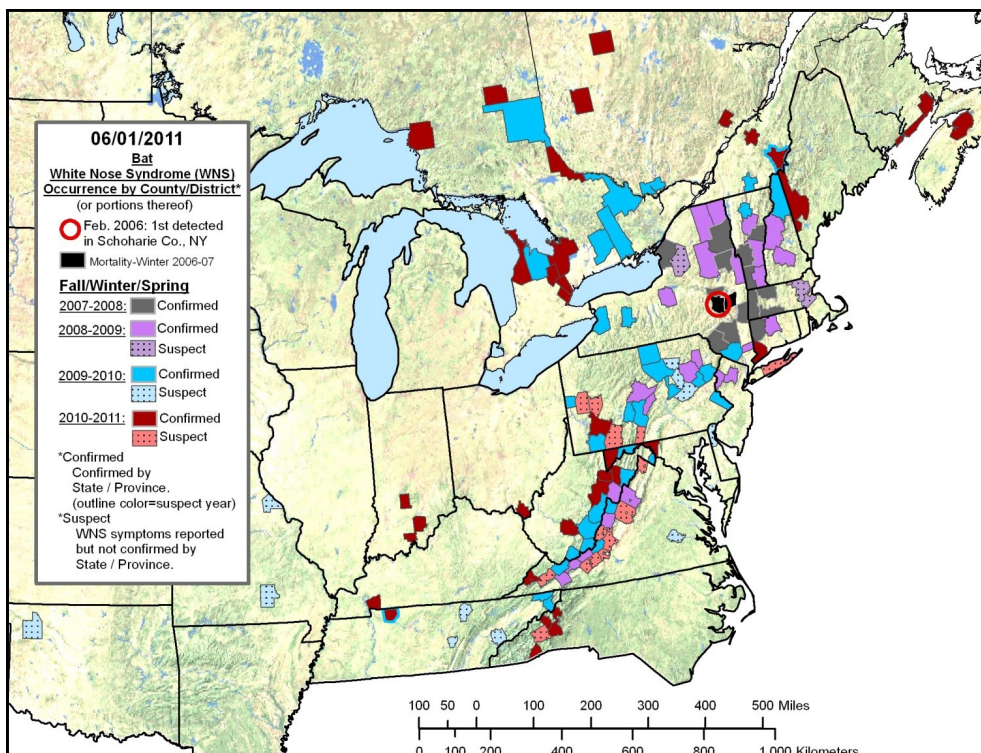 06/01/2011
Bat
White Nose Syndrome (WNS)
Occurrence by County/District*
(or portions thereof)
Feb. 2006: 1st detected
in Schoharie Co., NY
Mortality-Winter 2006-07
Fall/Winter/Spring
2007-2008: Confirmed
2008-2009: Confirmed
Suspect
2009-2010: Confirmed
Suspect
2010-2011: Confirmed
Suspect
*Confirmed
Confirmed by
State / Province.
(outline color=suspect year)
*Suspect
WNS symptoms reported
but not confirmed by
State / Province.
100 50 0 100 200 300 400 500 Miles
0 100 200 400 600 800 1,000 Kilometers